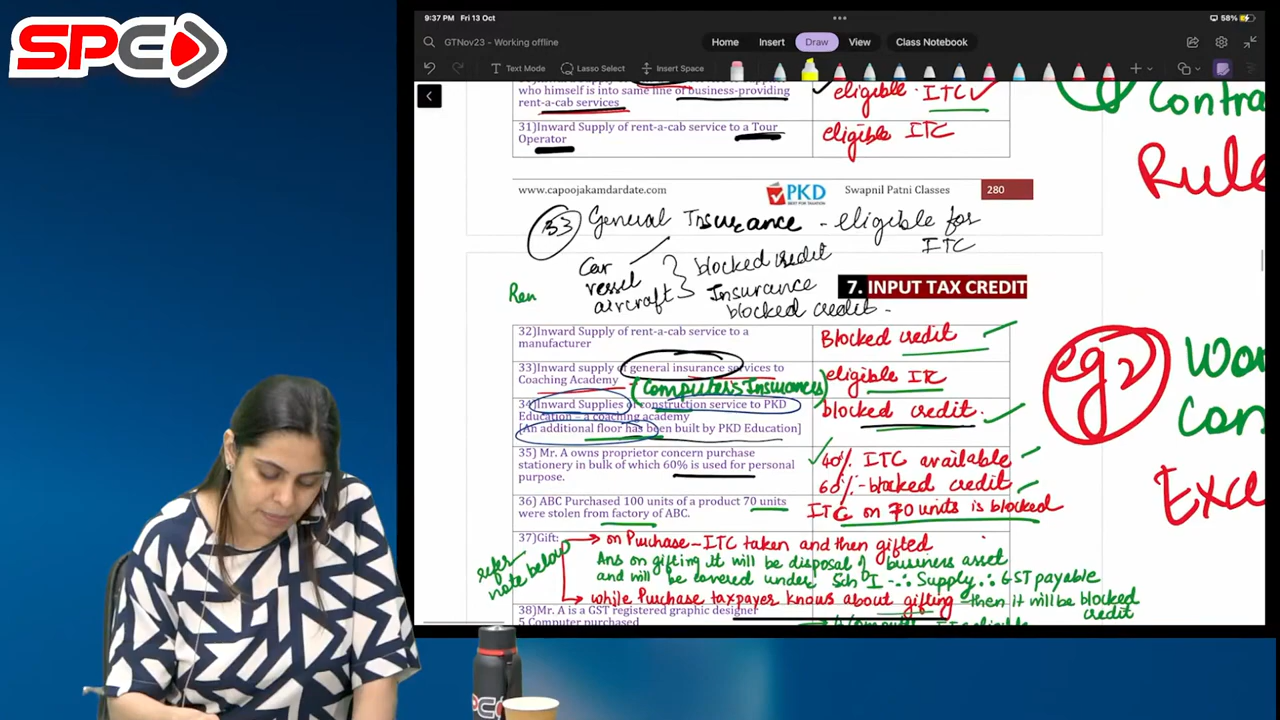 SPC
9:37 PM Fri 13 Oct
58%
GTNov23 - Working offline
Home
Insert
Draw
View
Class Notebook
Text Mode
Lasso Select
Insert Space
who himself is into same line of business-providing
rent-a-cab services
eligible ITC
31)Inward Supply of rent-a-cab service to a Tour
Operator
eligible ITC
Contra
Rule
www.capoojakamdardate.com
PKD
Swapnil Patni Classes
280
33 General Insurance - eligible for
ITC
Car
vessel
aircraft
blocked credit
Insurance
blocked credit -
Ren
7. INPUT TAX CREDIT
32)Inward Supply of rent-a-cab service to a
manufacturer
Blocked credit
33)Inward supply of general insurance services to
Coaching Academy
(Computer's Insurances)
eligible ITC
34)Inward Supplies of construction service to PKD
Education – a coaching academy
[An additional floor has been built by PKD Education]
blocked credit.
35) Mr. A owns proprietor concern purchase
stationery in bulk of which 60% is used for personal
purpose.
40% ITC available
60% - blocked credit
36) ABC Purchased 100 units of a product 70 units
were stolen from factory of ABC.
ITC on 70 units is blocked
37)Gift:
on Purchase - ITC taken and then gifted
Ans on gifting it will be disposal of business asset
and will be covered under Sch I - ∴ Supply ∴ GST payable
refer
note below
while Purchase taxpayer knows about gifting - then it will be blocked
credit
38)Mr. A is a GST registered graphic designer
5 Computer purchased
eg 2
Wor
Con
Exce
SPC